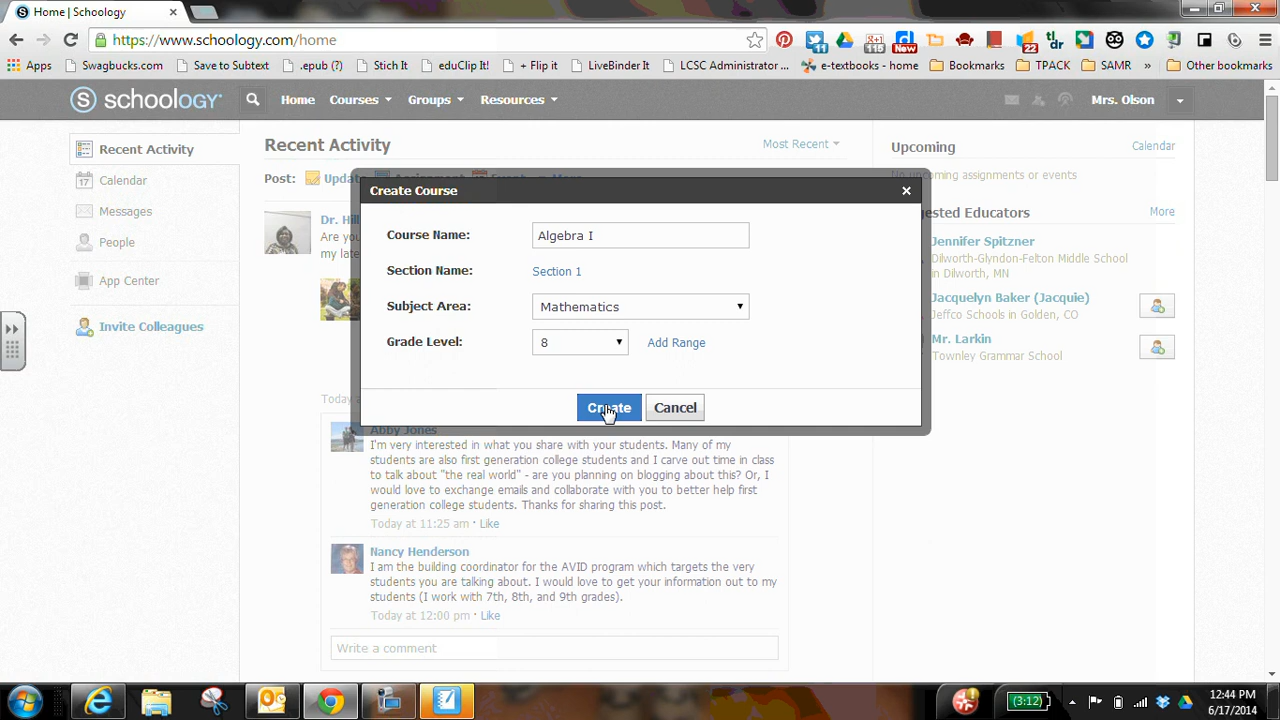 Home | Schoology
https://www.schoology.com/home
11
115
New
22
tl;dr
Apps
Swagbucks.com
Save to Subtext
.epub (?)
Stich It
eduClip It!
+ Flip it
LiveBinder It
LCSC Administrator ...
e-textbooks - home
Bookmarks
TPACK
SAMR
»
Other bookmarks
S schoology
Home
Courses
Groups
Resources
Mrs. Olson
Recent Activity
17 Calendar
Messages
People
App Center
Invite Colleagues
Recent Activity
Most Recent
Post:
Update
Assignment
Event
More
Dr. Hill
Are you
my late
Create Course
Course Name: Algebra I
Section Name: Section 1
Subject Area: Mathematics
Grade Level: 8 Add Range
Create Cancel
Today a
Abby Jones
I'm very interested in what you share with your students. Many of my
students are also first generation college students and I carve out time in class
to talk about "the real world" - are you planning on blogging about this? Or, I
would love to exchange emails and collaborate with you to better help first
generation college students. Thanks for sharing this post.
Today at 11:25 am · Like
Nancy Henderson
I am the building coordinator for the AVID program which targets the very
students you are talking about. I would love to get your information out to my
students (I work with 7th, 8th, and 9th grades).
Today at 12:00 pm · Like
Write a comment
Upcoming
Calendar
upcoming assignments or events
gested Educators
More
Jennifer Spitzner
Dilworth-Glyndon-Felton Middle School
in Dilworth, MN
Jacquelyn Baker (Jacquie)
Jeffco Schools in Golden, CO
Mr. Larkin
Townley Grammar School
(3:12)
12:44 PM
6/17/2014